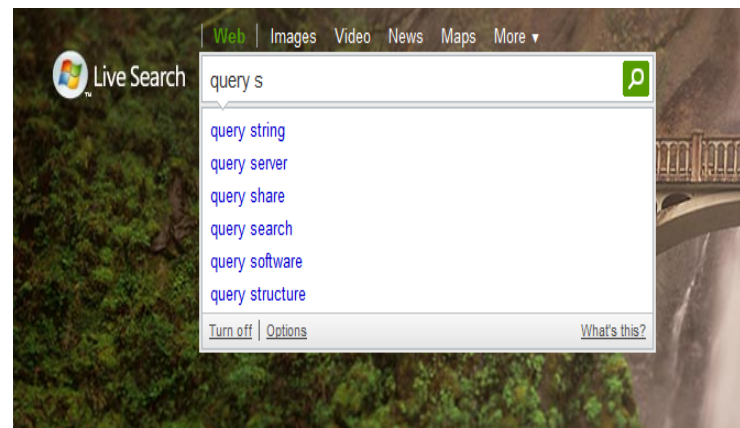 Web | Images Video News Maps More ▼
Live Search ™
query s
query string
query server
query share
query search
query software
query structure
Turn off | Options What's this?